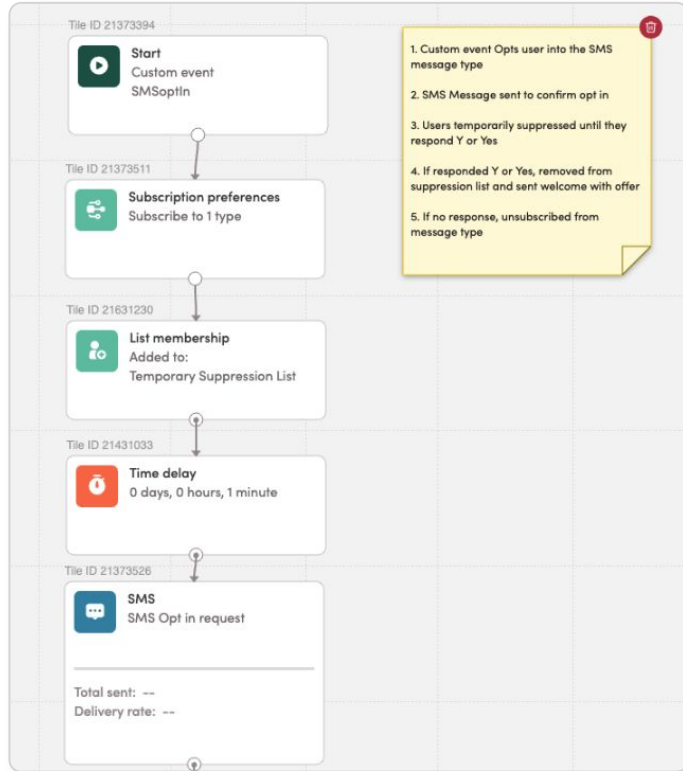 Tile ID 21373394
Start
Custom event
SMSoptIn
Tile ID 21373511
Subscription preferences
Subscribe to 1 type
Tile ID 21631230
List membership
Added to:
Temporary Suppression List
Tile ID 21431033
Time delay
0 days, 0 hours, 1 minute
Tile ID 21373526
SMS
SMS Opt in request
Total sent: --
Delivery rate: --
1. Custom event Opts user into the SMS
message type
2. SMS Message sent to confirm opt in
3. Users temporarily suppressed until they
respond Y or Yes
4. If responded Y or Yes, removed from
suppression list and sent welcome with offer
5. If no response, unsubscribed from
message type